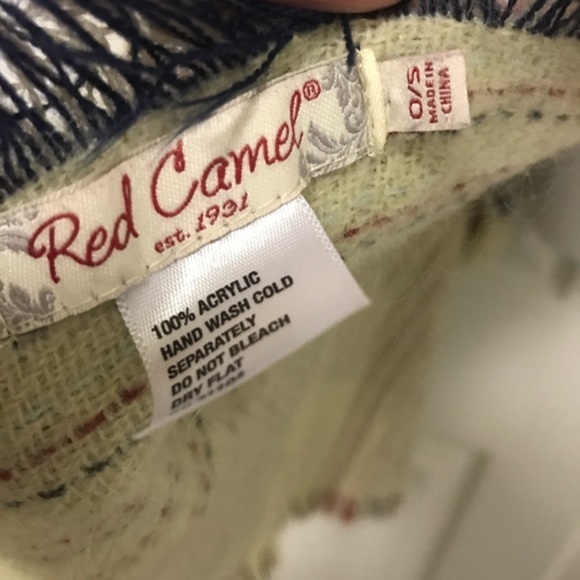 Red Camel®
est. 1931
O/S
MADE IN
CHINA
100% ACRYLIC
HAND WASH COLD
SEPARATELY
DO NOT BLEACH
DRY FLAT